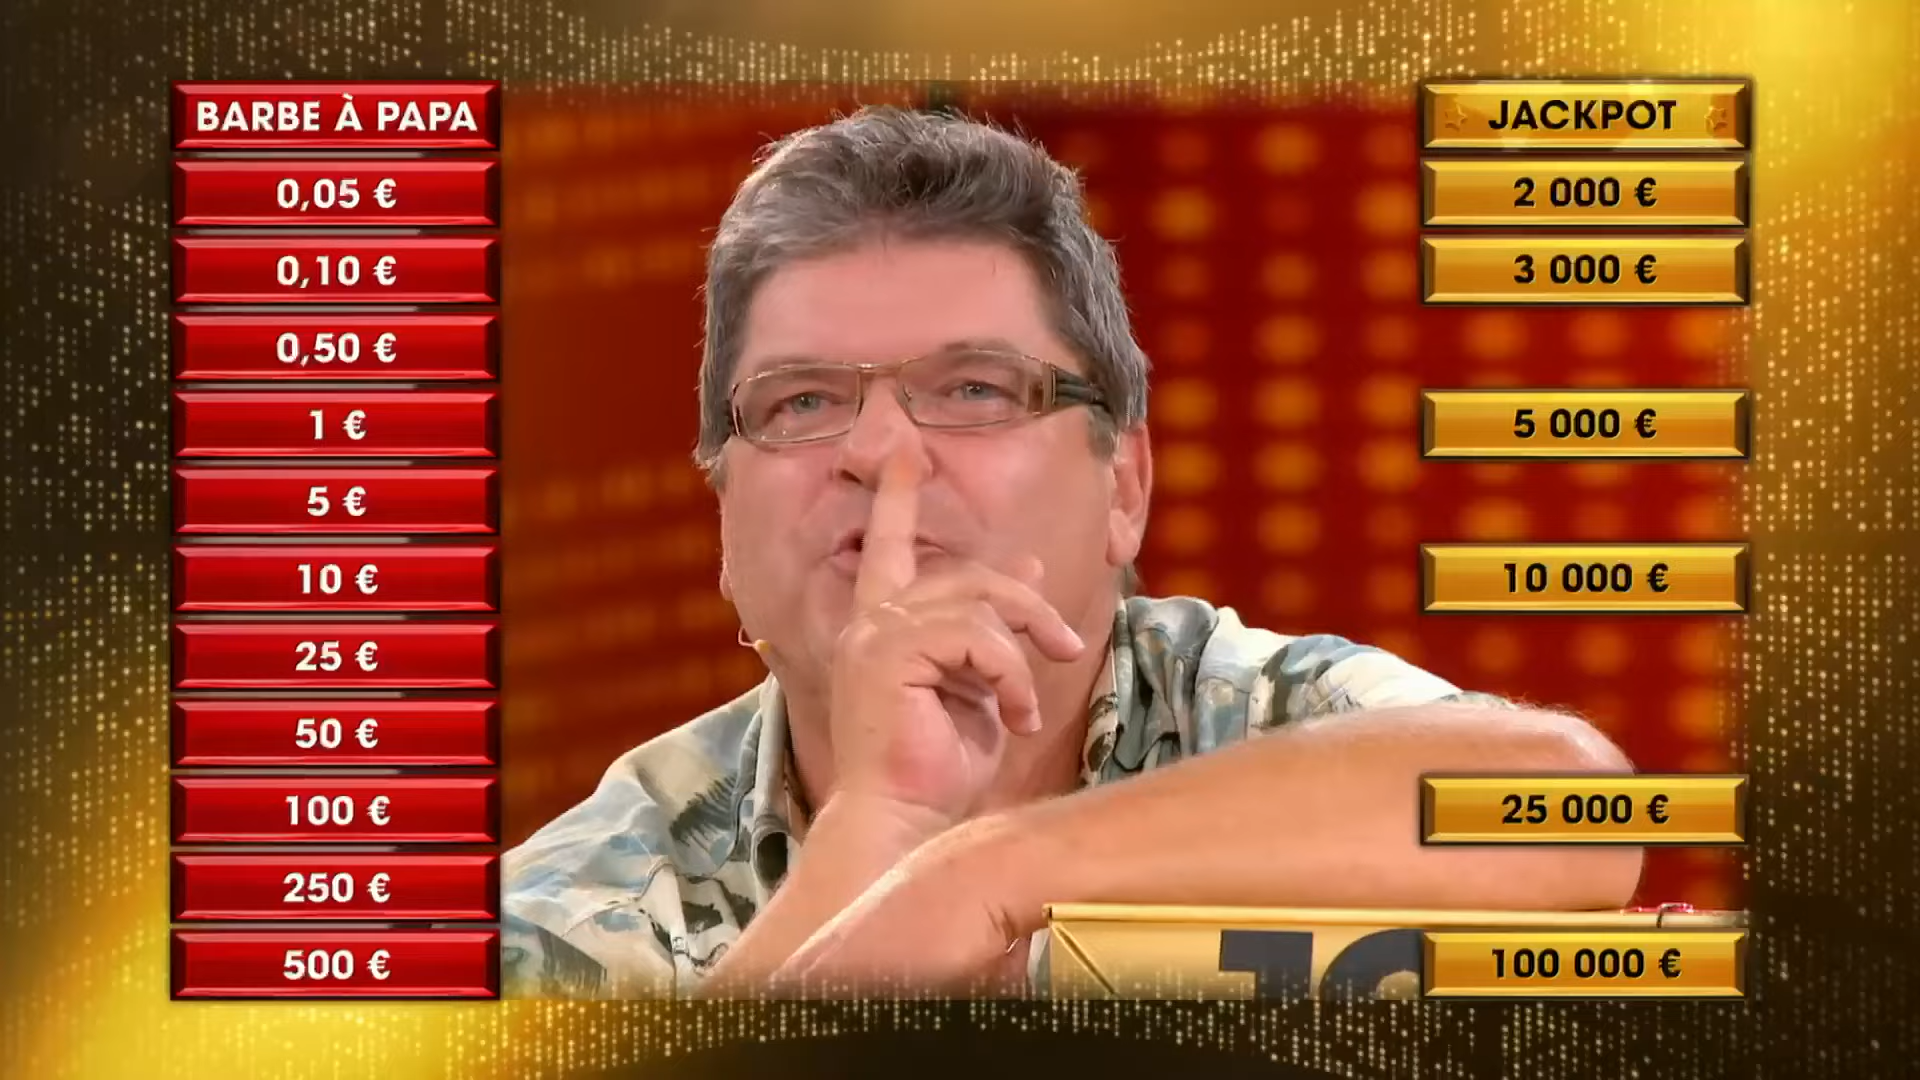 BARBE À PAPA
0,05 €
0,10 €
0,50 €
1 €
5 €
10 €
25 €
50 €
100 €
250 €
500 €
JACKPOT
2 000 €
3 000 €
5 000 €
10 000 €
25 000 €
100 000 €